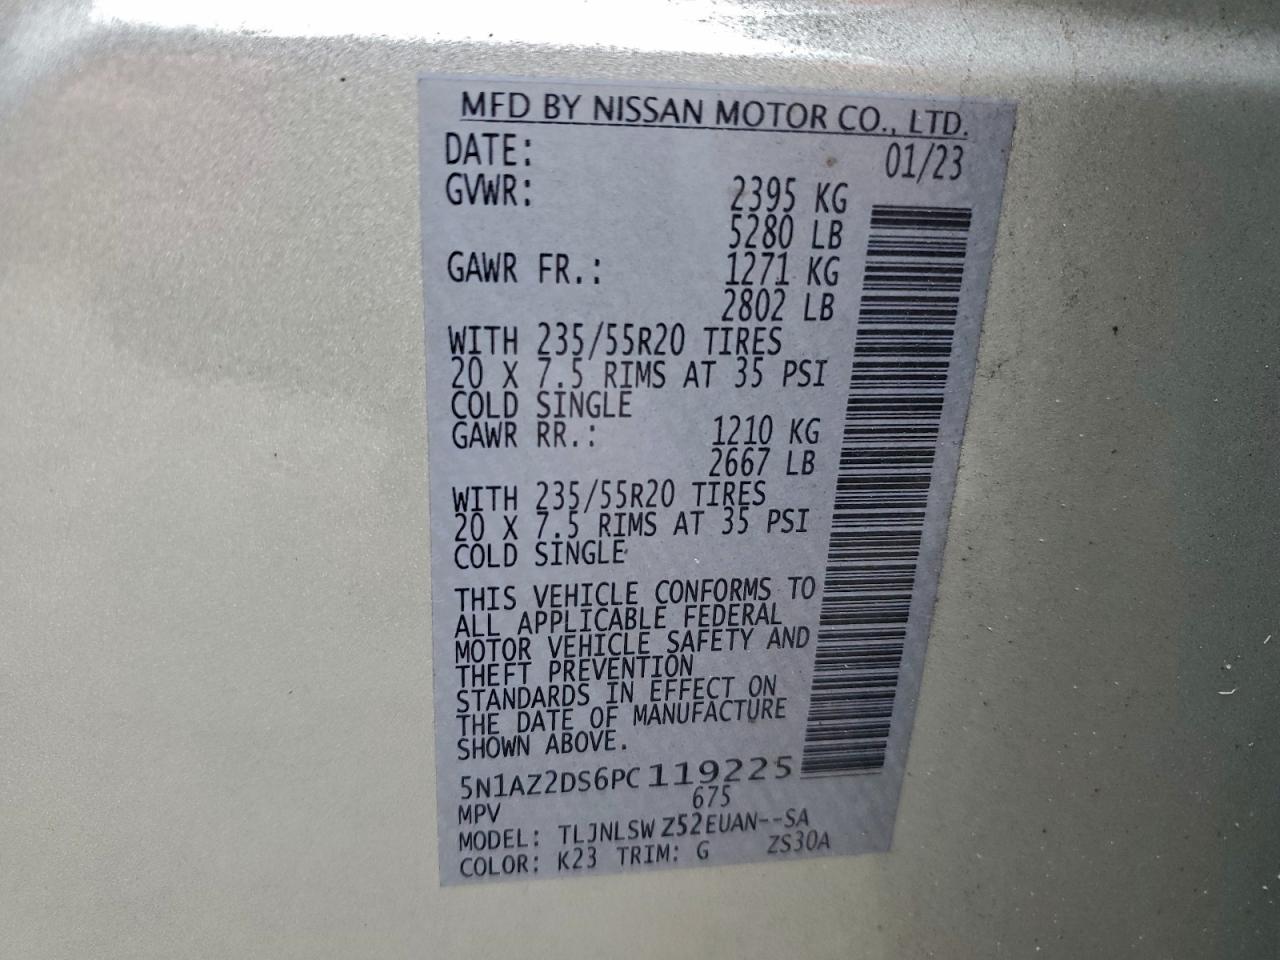 MFD BY NISSAN MOTOR CO., LTD.
DATE: 01/23
GVWR: 2395 KG
5280 LB
GAWR FR.: 1271 KG
2802 LB
WITH 235/55R20 TIRES
20 X 7.5 RIMS AT 35 PSI
COLD SINGLE
GAWR RR.: 1210 KG
2667 LB
WITH 235/55R20 TIRES
20 X 7.5 RIMS AT 35 PSI
COLD SINGLE
THIS VEHICLE CONFORMS TO
ALL APPLICABLE FEDERAL
MOTOR VEHICLE SAFETY AND
THEFT PREVENTION
STANDARDS IN EFFECT ON
THE DATE OF MANUFACTURE
SHOWN ABOVE.
5N1AZ2DS6PC119225
MPV 675
MODEL: TLJNLSW Z52EUAN--SA
COLOR: K23 TRIM: G ZS30A